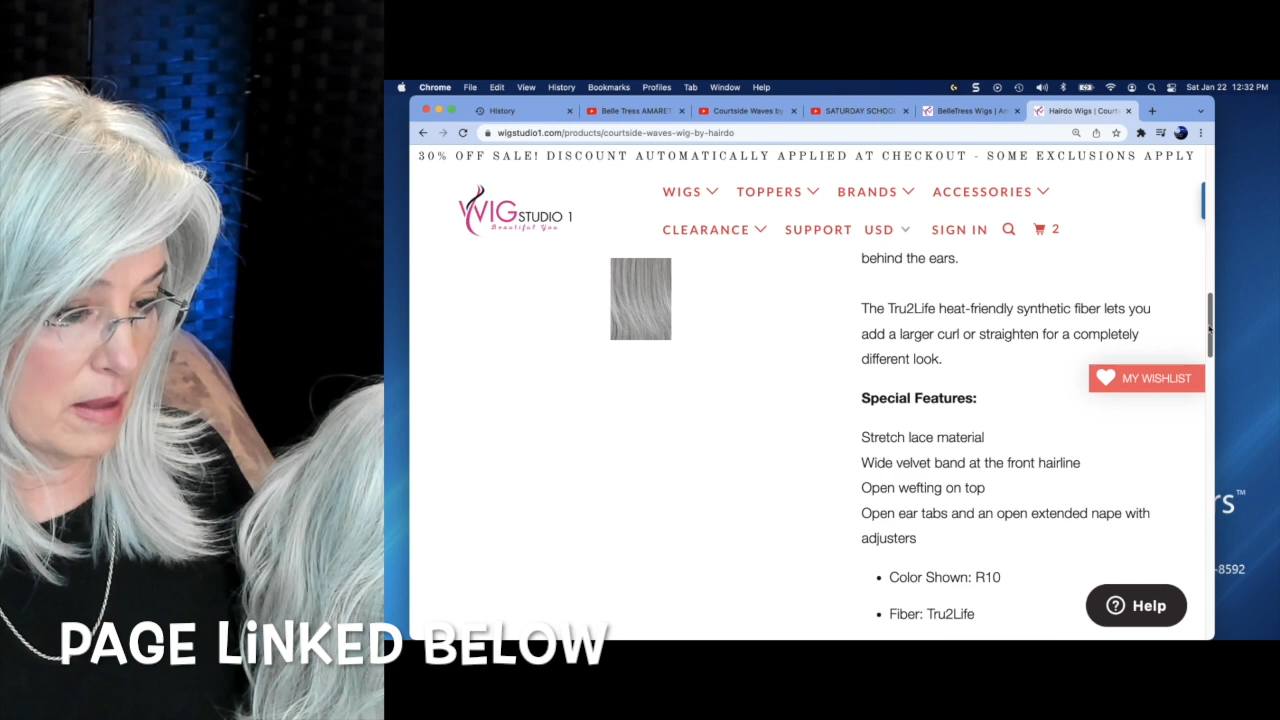 Chrome File Edit View History Bookmarks Profiles Tab Window Help Sat Jan 22 12:32 PM
History Belle Tress AMARET Courtside Waves by SATURDAY SCHOOL BelleTress Wigs | Am Hairdo Wigs | Courts
wigstudio1.com/products/courtside-waves-wig-by-hairdo
30% OFF SALE! DISCOUNT AUTOMATICALLY APPLIED AT CHECKOUT - SOME EXCLUSIONS APPLY
WIGS TOPPERS BRANDS ACCESSORIES
WIG STUDIO 1
Beautiful You
CLEARANCE SUPPORT USD SIGN IN 2
behind the ears.
The Tru2Life heat-friendly synthetic fiber lets you
add a larger curl or straighten for a completely
different look.
MY WISHLIST
Special Features:
Stretch lace material
Wide velvet band at the front hairline
Open wefting on top
Open ear tabs and an open extended nape with
adjusters
rs™
-8592
• Color Shown: R10
Help
• Fiber: Tru2Life
PAGE LINKED BELOW